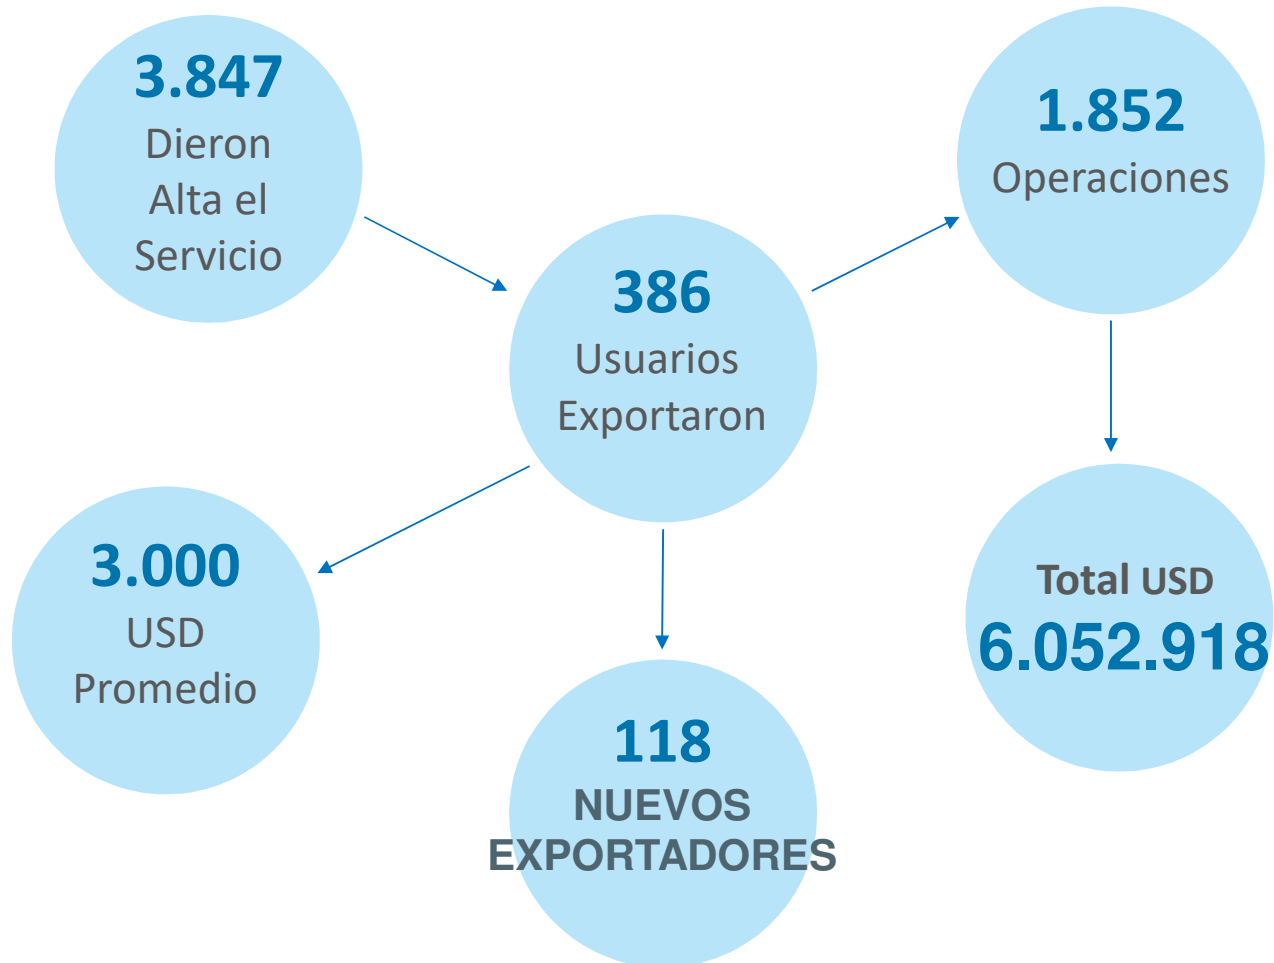 3.847
Dieron
Alta el
Servicio
1.852
Operaciones
386
Usuarios
Exportaron
3.000
USD
Promedio
Total USD
6.052.918
118
NUEVOS
EXPORTADORES